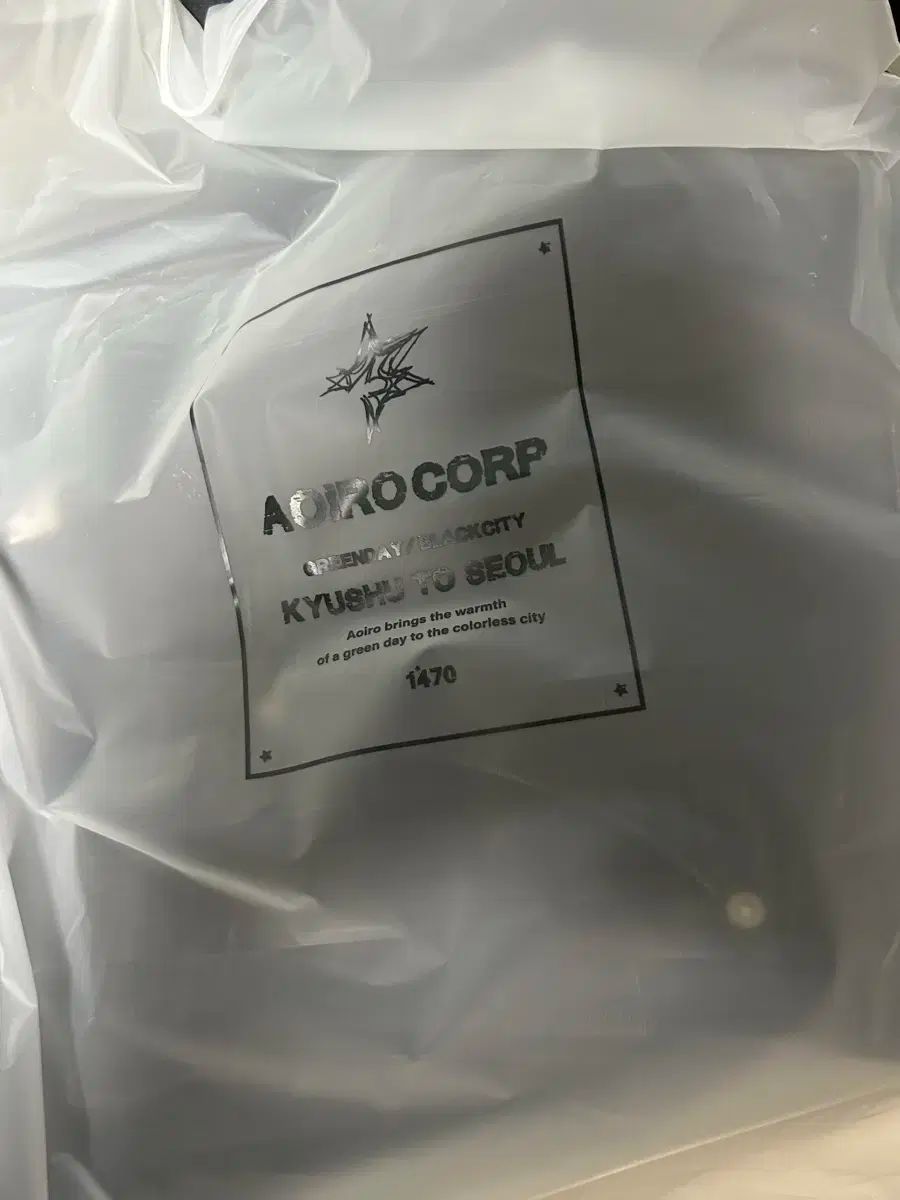 AOIRO CORP
GREENDAY/BLACKCITY
KYUSHU TO SEOUL
Aoiro brings the warmth
of a green day to the colorless city
1470